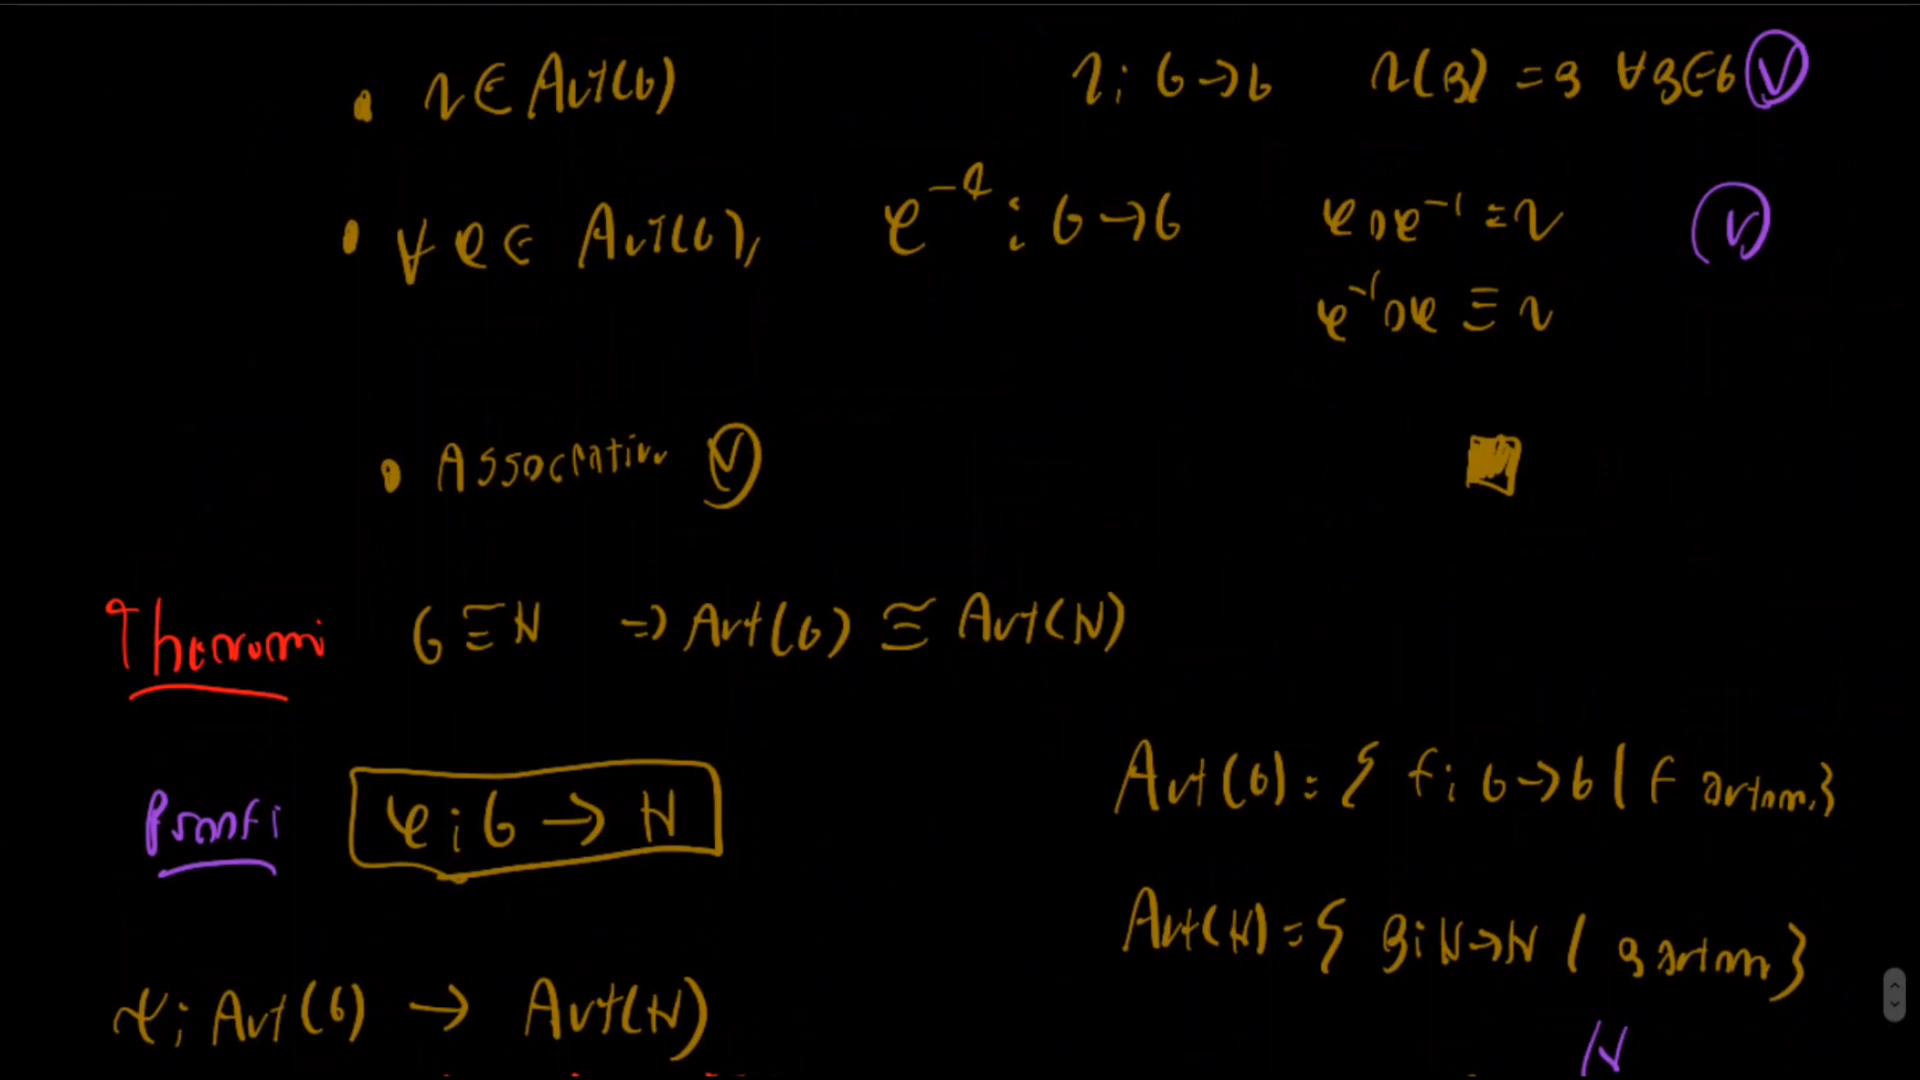 • 𝜄 ∈ Aut(G)    𝜄: G → G    𝜄(g) = g ∀g∈G ✓
• ∀ φ ∈ Aut(G),    φ⁻¹: G → G    φ∘φ⁻¹ = 𝜄 ✓
φ⁻¹∘φ ≡ 𝜄
• Associative ✓
Theorem: G ≅ H ⇒ Aut(G) ≅ Aut(H)
Aut(G) = { f: G → G | f autom. }
Proof: φ: G → H
Aut(H) = { g: H → H | g autom }
ψ: Aut(G) → Aut(H)
H